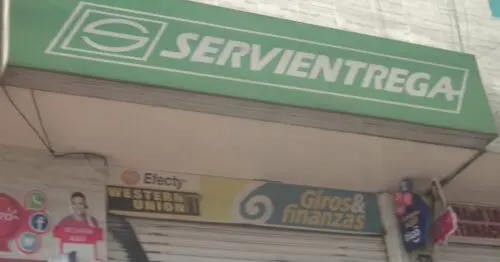 SERVIENTREGA
Efecty
WESTERN
UNION
Giros&
finanzas